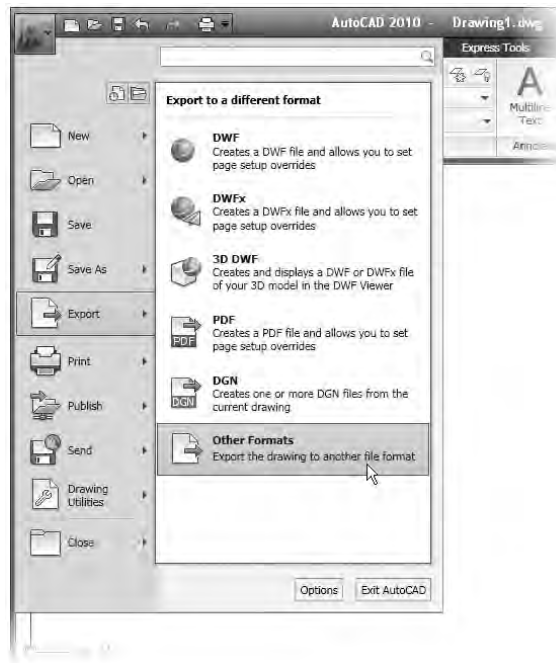 AutoCAD 2010 - Drawing1.dwg
Express Tools
A
Multiline
Text
Export to a different format
New
Open
Save
Save As
Export
Print
Publish
Send
Drawing
Utilities
Close
DWF
Creates a DWF file and allows you to set
page setup overrides
DWFx
Creates a DWFx file and allows you to set
page setup overrides
3D DWF
Creates and displays a DWF or DWFx file
of your 3D model in the DWF Viewer
PDF
PDF
Creates a PDF file and allows you to set
page setup overrides
DGN
DGN
Creates one or more DGN files from the
current drawing
Other Formats
Export the drawing to another file format
Options
Exit AutoCAD